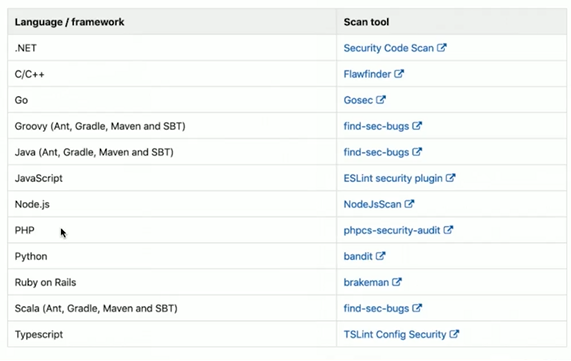 Language / framework Scan tool
.NET Security Code Scan
C/C++ Flawfinder
Go Gosec
Groovy (Ant, Gradle, Maven and SBT) find-sec-bugs
Java (Ant, Gradle, Maven and SBT) find-sec-bugs
JavaScript ESLint security plugin
Node.js NodeJsScan
PHP phpcs-security-audit
Python bandit
Ruby on Rails brakeman
Scala (Ant, Gradle, Maven and SBT) find-sec-bugs
Typescript TSLint Config Security